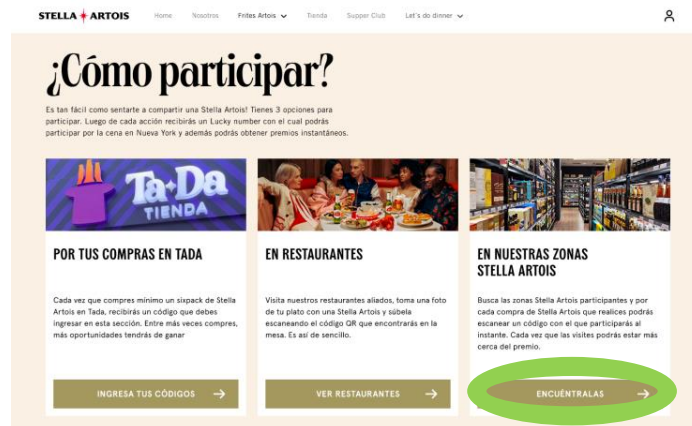 STELLA ARTOIS Home Nosotros Frites Artois Tienda Supper Club Let's do dinner
¿Cómo participar?
Es tan fácil como sentarte a compartir una Stella Artois! Tienes 3 opciones para
participar. Luego de cada acción recibirás un Lucky number con el cual podrás
participar por la cena en Nueva York y además podrás obtener premios instantáneos.
Ta·Da
TIENDA
POR TUS COMPRAS EN TADA
Cada vez que compres mínimo un sixpack de Stella
Artois en Tada, recibirás un código que debes
ingresar en esta sección. Entre más veces compres,
más oportunidades tendrás de ganar
INGRESA TUS CÓDIGOS →
EN RESTAURANTES
Visita nuestros restaurantes aliados, toma una foto
de tu plato con una Stella Artois y súbela
escaneando el código QR que encontrarás en la
mesa. Es así de sencillo.
VER RESTAURANTES →
EN NUESTRAS ZONAS
STELLA ARTOIS
Busca las zonas Stella Artois participantes y por
cada compra de Stella Artois que realices podrás
escanear un código con el que participarás al
instante. Cada vez que las visites podrás estar más
cerca del premio.
ENCUÉNTRALAS →